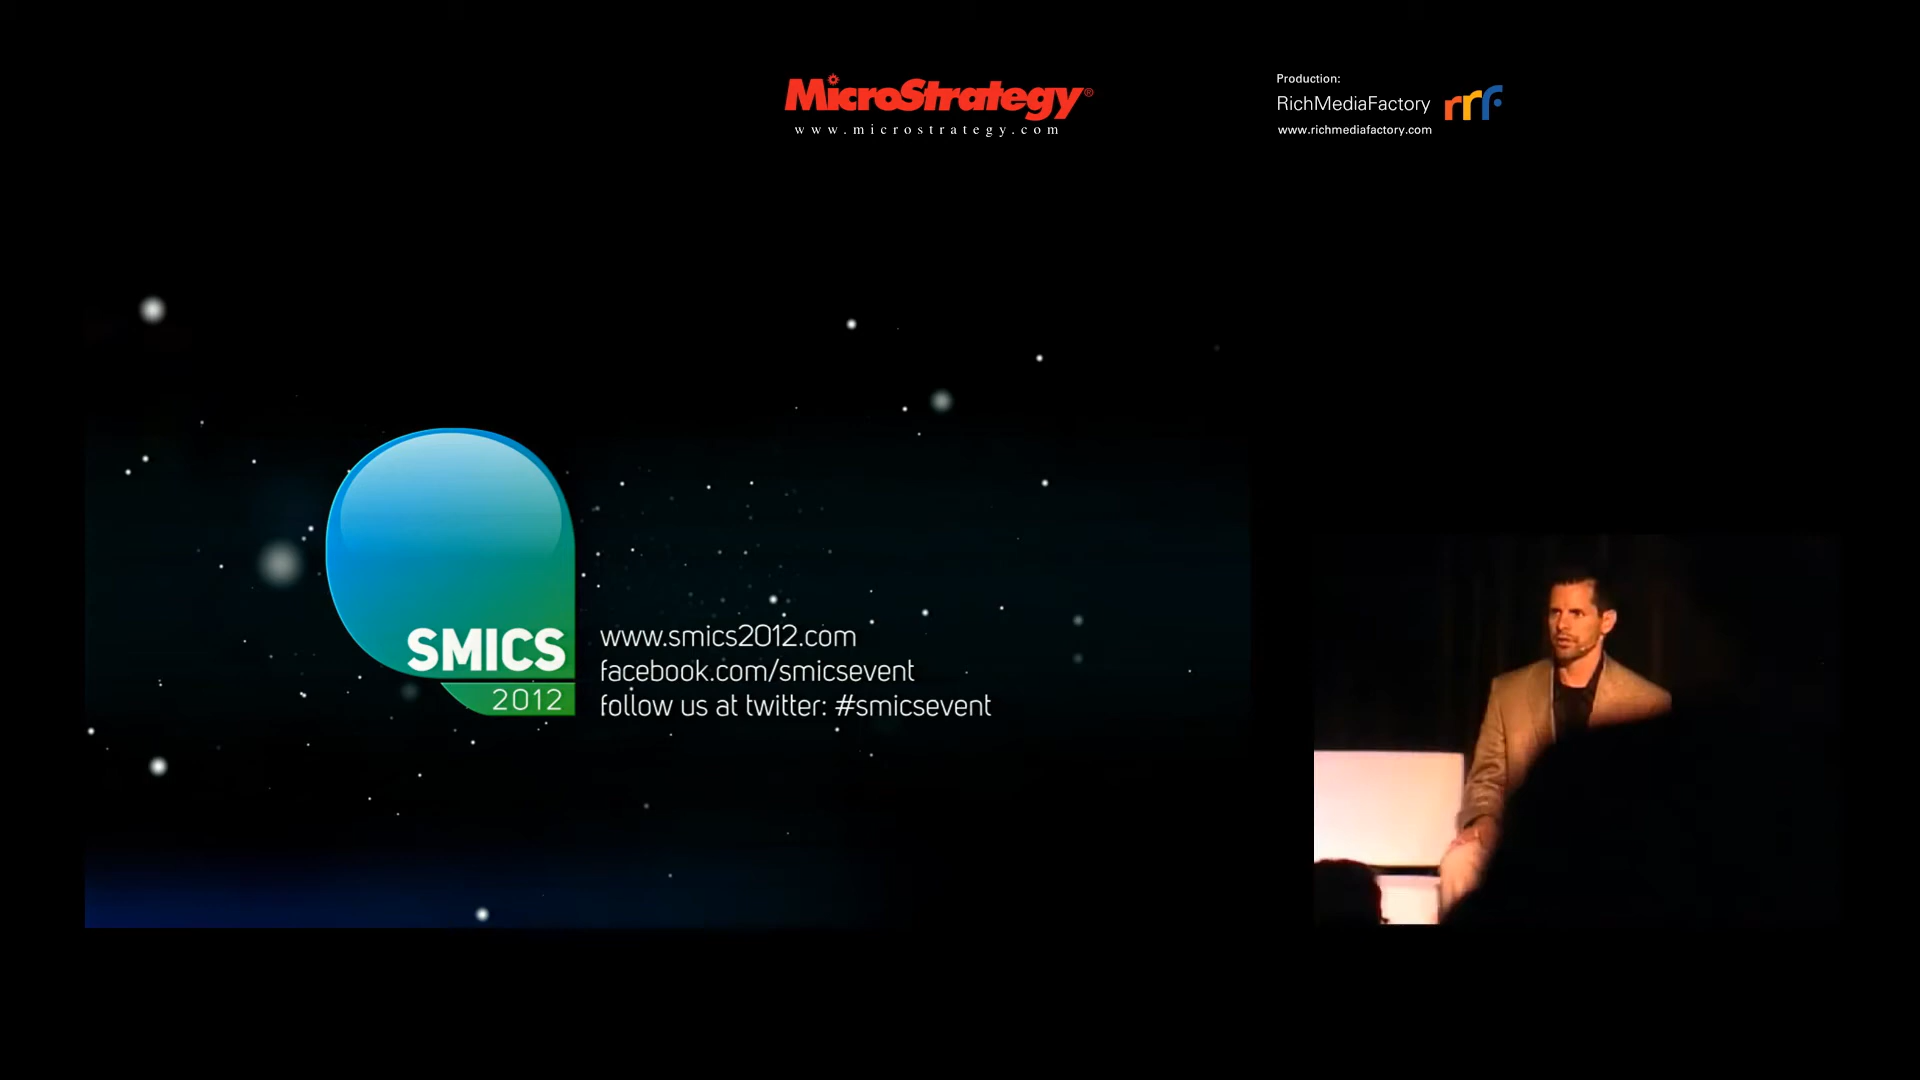 MicroStrategy®
www.microstrategy.com
Production:
RichMediaFactory rrf
www.richmediafactory.com
SMICS
2012
www.smics2012.com
facebook.com/smicsevent
follow us at twitter: #smicsevent